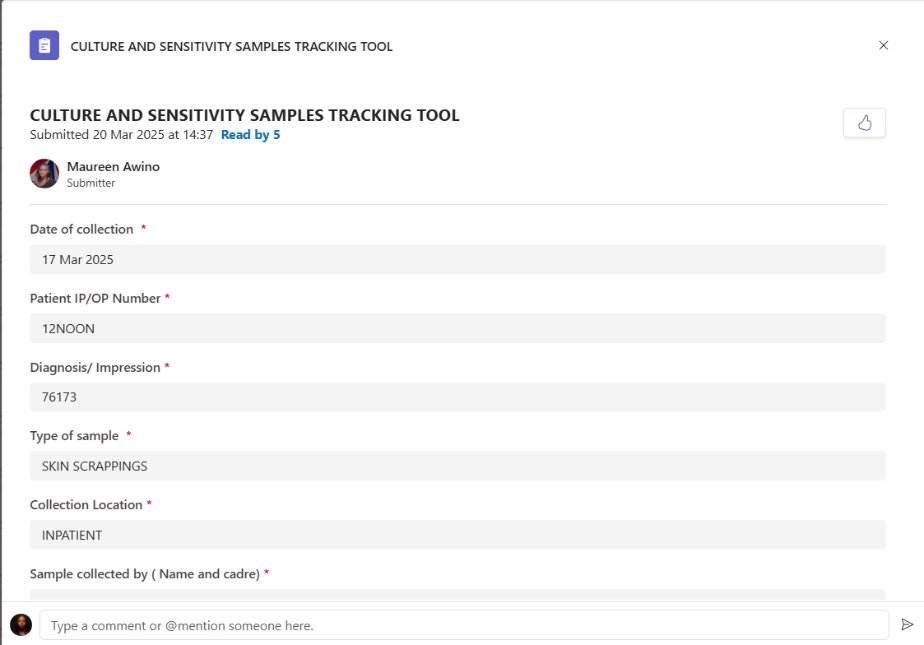 CULTURE AND SENSITIVITY SAMPLES TRACKING TOOL
CULTURE AND SENSITIVITY SAMPLES TRACKING TOOL
Submitted 20 Mar 2025 at 14:37 Read by 5
Maureen Awino
Submitter
Date of collection *
17 Mar 2025
Patient IP/OP Number *
12NOON
Diagnosis/ Impression *
76173
Type of sample *
SKIN SCRAPPINGS
Collection Location *
INPATIENT
Sample collected by ( Name and cadre) *
Type a comment or @mention someone here.